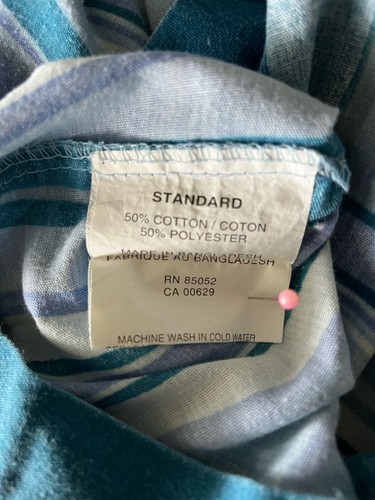 STANDARD
50% COTTON / COTON
50% POLYESTER
FABRIQUE AU BANGLADESH
RN 85052
CA 00629
MACHINE WASH IN COLD WATER